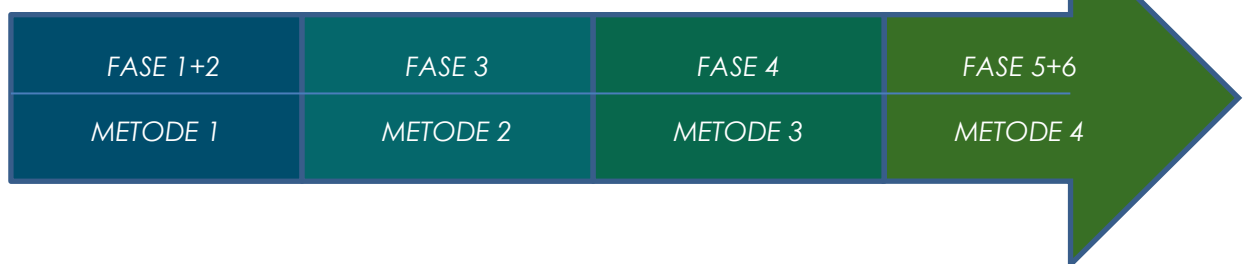 FASE 1+2
FASE 3
FASE 4
FASE 5+6
METODE 1
METODE 2
METODE 3
METODE 4